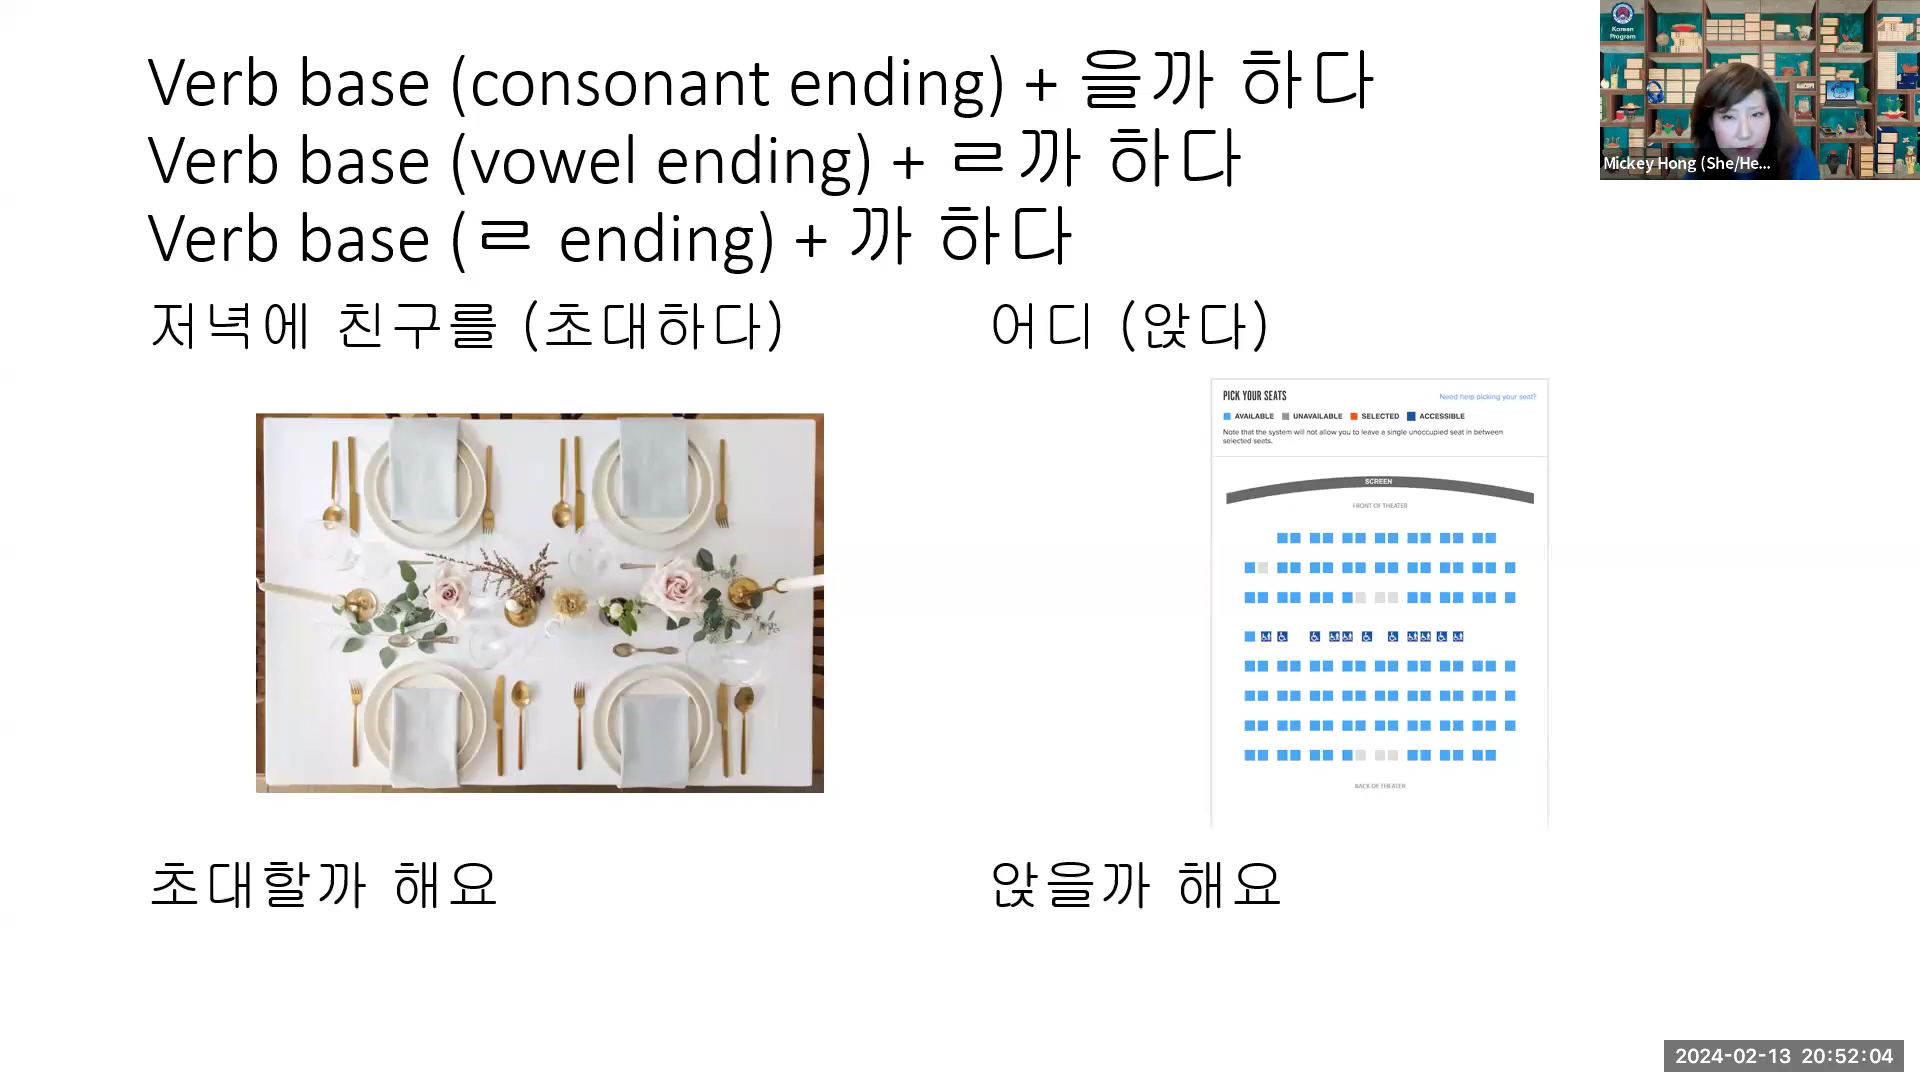 Verb base (consonant ending) + 을까 하다
Verb base (vowel ending) + ㄹ까 하다
Verb base (ㄹ ending) + 까 하다
저녁에 친구를 (초대하다)
어디 (앉다)
PICK YOUR SEATS
Need help picking your seat?
AVAILABLE UNAVAILABLE SELECTED ACCESSIBLE
Note that the system will not allow you to leave a single unoccupied seat in between
selected seats.
SCREEN
FRONT OF THEATER
BACK OF THEATER
초대할까 해요
앉을까 해요
Korean
Program
Mickey Hong (She/He...
2024-02-13 20:52:04